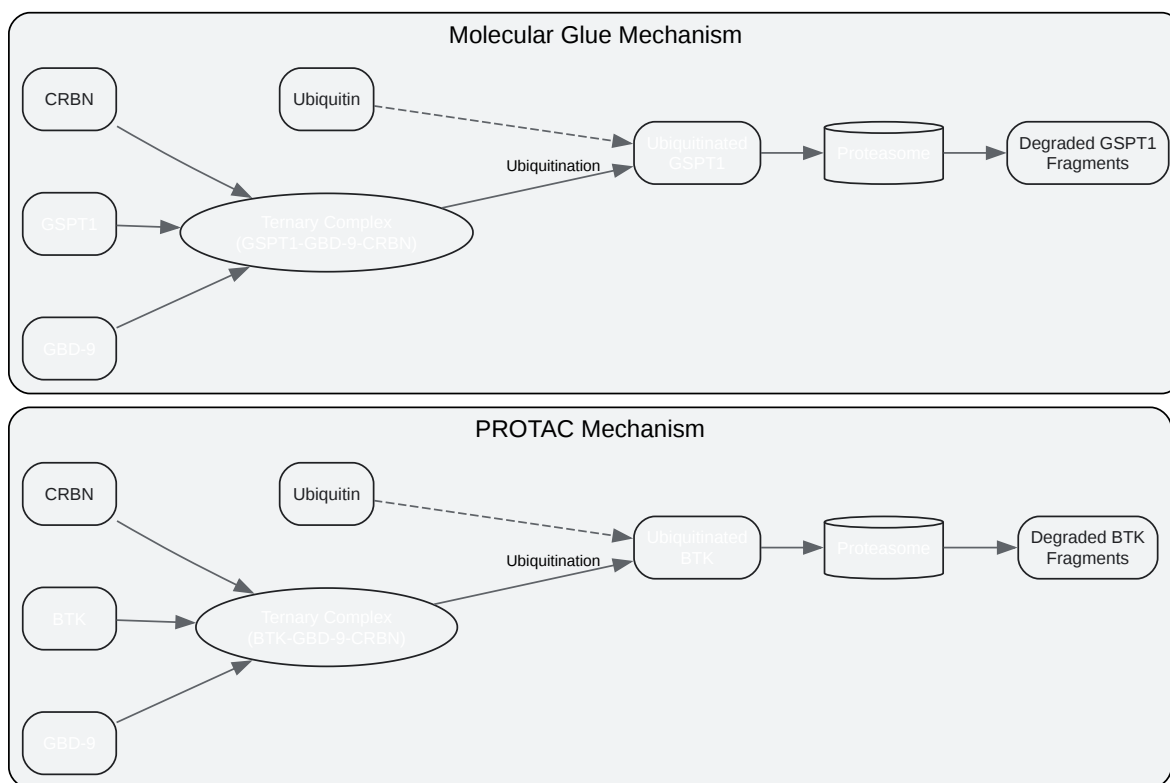 Molecular Glue Mechanism
CRBN
Ubiquitin
Ubiquitinated
GSPT1
Proteasome
Degraded GSPT1
Fragments
Ubiquitination
GSPT1
Ternary Complex
(GSPT1-GBD-9-CRBN)
GBD-9
PROTAC Mechanism
CRBN
Ubiquitin
Ubiquitinated
BTK
Proteasome
Degraded BTK
Fragments
Ubiquitination
BTK
Ternary Complex
(BTK-GBD-9-CRBN)
GBD-9